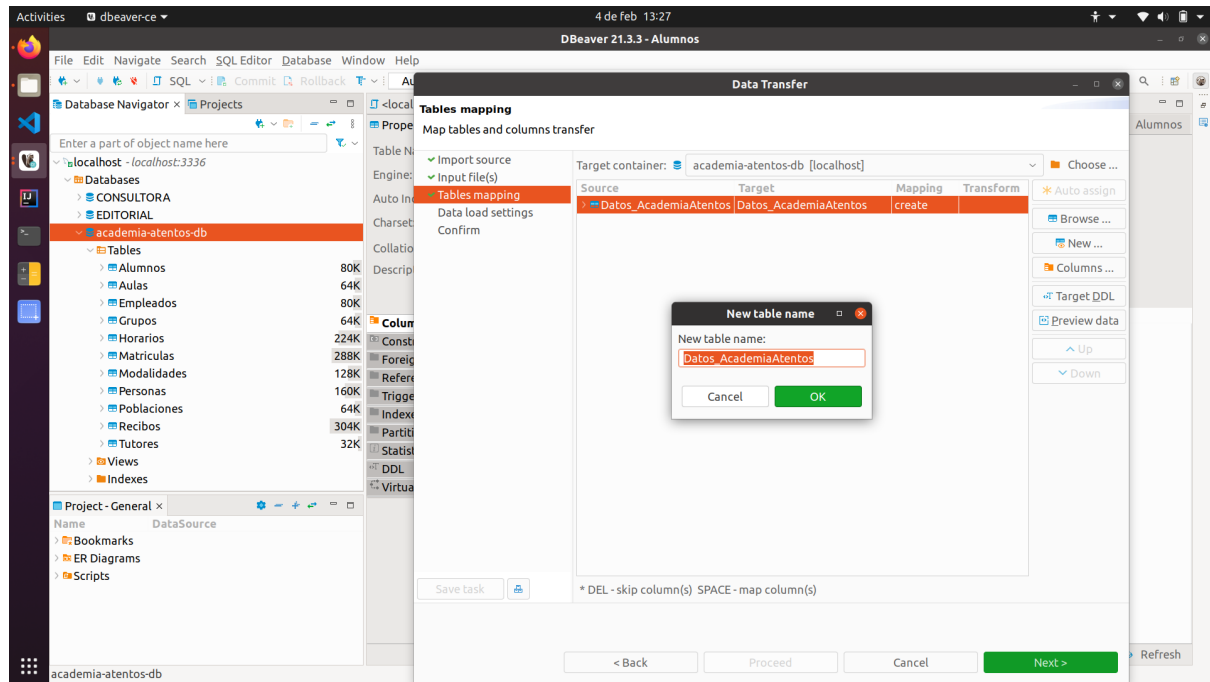 Activities dbeaver-ce 4 de feb 13:27
DBeaver 21.3.3 - Alumnos
File Edit Navigate Search SQL Editor Database Window Help
SQL Commit Rollback T Au
Database Navigator Projects
Enter a part of object name here
localhost - localhost:3336
Databases
CONSULTORA
EDITORIAL
academia-atentos-db
Tables
Alumnos 80K
Aulas 64K
Empleados 80K
Grupos 64K
Horarios 224K
Matriculas 288K
Modalidades 128K
Personas 160K
Poblaciones 64K
Recibos 304K
Tutores 32K
Views
Indexes
Project - General
Name DataSource
Bookmarks
ER Diagrams
Scripts
academia-atentos-db
<local
Prope
Table Na
Engine:
Auto Inc
Charset:
Collatio
Descrip
Colum
Constr
Foreig
Refere
Trigge
Indexe
Partiti
Statist
DDL
Virtua
Data Transfer
Tables mapping
Map tables and columns transfer
Import source
Input file(s)
Tables mapping
Data load settings
Confirm
Target container: academia-atentos-db [localhost] Choose ...
Source Target Mapping Transform
Datos_AcademiaAtentos Datos_AcademiaAtentos create
Auto assign
Browse ...
New ...
Columns ...
Target DDL
Preview data
Up
Down
New table name
New table name:
Datos_AcademiaAtentos
Cancel OK
Save task
* DEL - skip column(s) SPACE - map column(s)
< Back Proceed Cancel Next >
Alumnos
Refresh